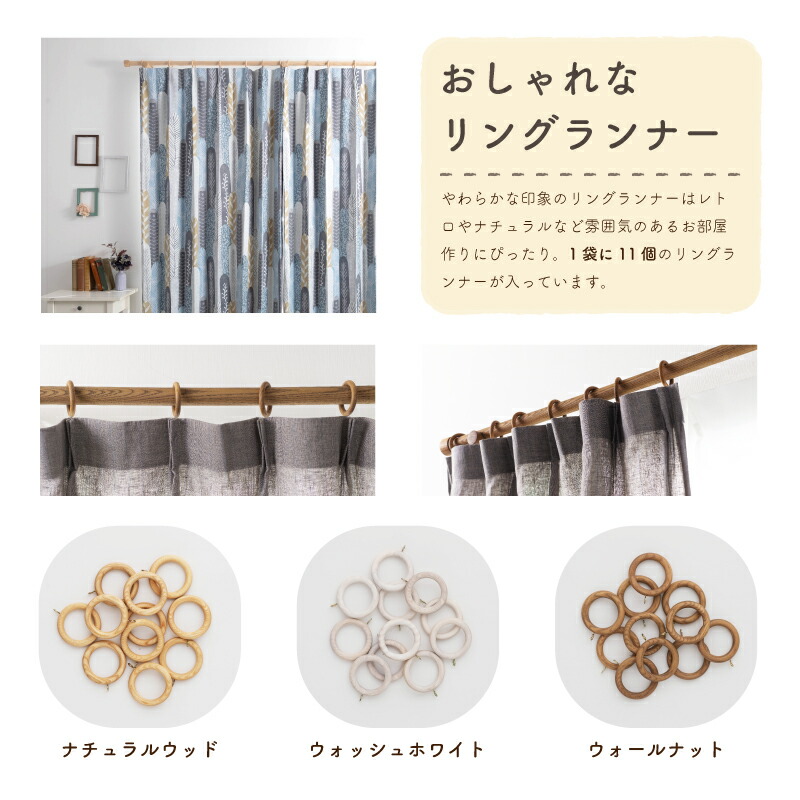 おしゃれな
リングランナー
やわらかな印象のリングランナーはレト
ロやナチュラルなど雰囲気のあるお部屋
作りにぴったり。1袋に11個のリングラ
ンナーが入っています。
ナチュラルウッド
ウォッシュホワイト
ウォールナット